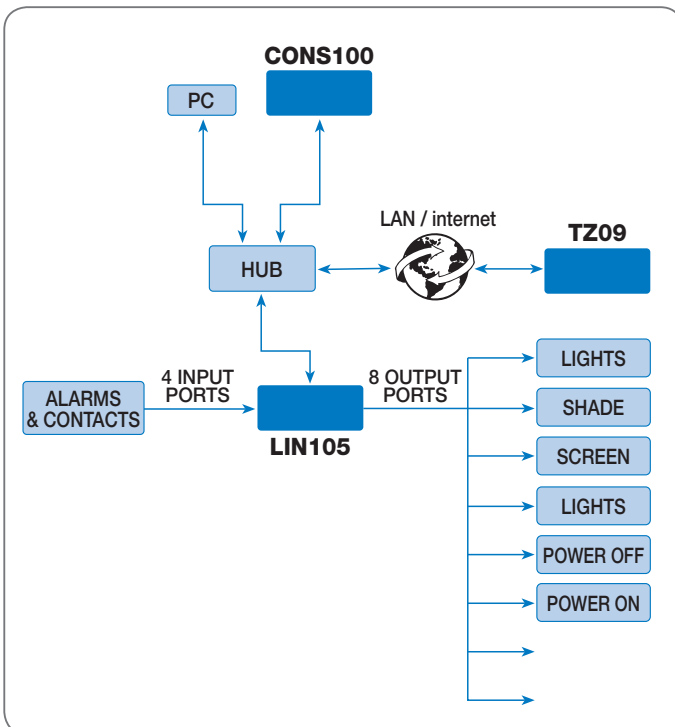 CONS100
PC
LAN / internet
TZ09
HUB
4 INPUT
PORTS
8 OUTPUT
PORTS
LIGHTS
ALARMS
& CONTACTS
SHADE
LIN105
SCREEN
LIGHTS
POWER OFF
POWER ON